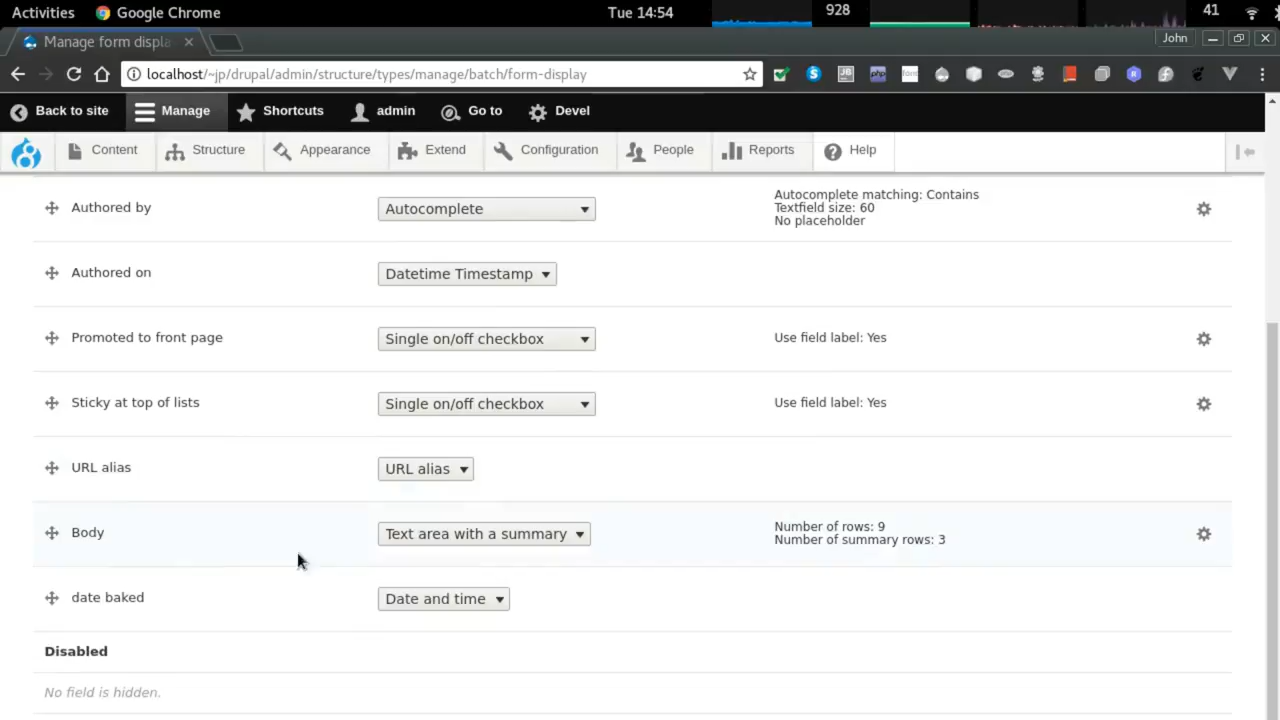 Activities Google Chrome Tue 14:54 928 41
Manage form displa John
localhost/~jp/drupal/admin/structure/types/manage/batch/form-display
Back to site Manage Shortcuts admin Go to Devel
Content Structure Appearance Extend Configuration People Reports Help
Authored by Autocomplete Autocomplete matching: Contains
Textfield size: 60
No placeholder
Authored on Datetime Timestamp
Promoted to front page Single on/off checkbox Use field label: Yes
Sticky at top of lists Single on/off checkbox Use field label: Yes
URL alias URL alias
Body Text area with a summary Number of rows: 9
Number of summary rows: 3
date baked Date and time
Disabled
No field is hidden.